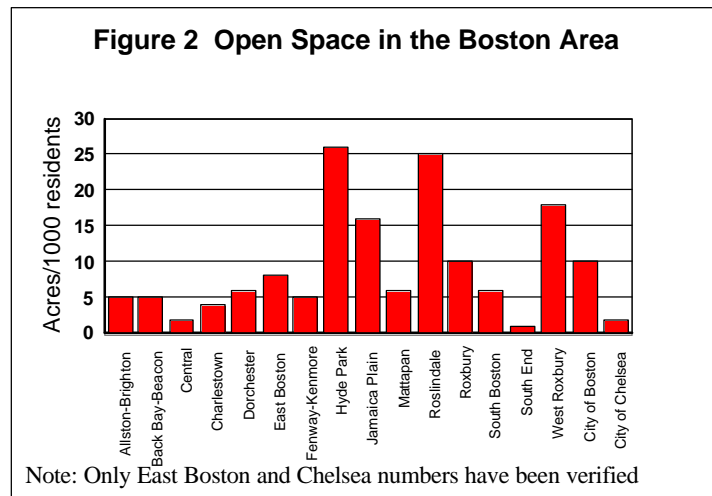 Figure 2 Open Space in the Boston Area
Acres/1000 residents
30
25
20
15
10
5
0
Allston-Brighton
Back Bay-Beacon
Central
Charlestown
Dorchester
East Boston
Fenway-Kenmore
Hyde Park
Jamaica Plain
Mattapan
Roslindale
Roxbury
South Boston
South End
West Roxbury
City of Boston
City of Chelsea
Note: Only East Boston and Chelsea numbers have been verified